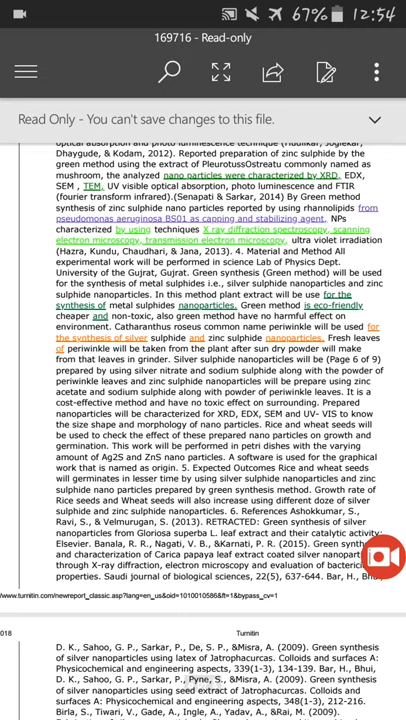 67% 12:54
169716 - Read-only
Read Only - You can't save changes to this file.
optical absorption and photo luminescence technique (Hudlikar, Joglekar,
Dhaygude, & Kodam, 2012). Reported preparation of zinc sulphide by the
green method using the extract of PleurotussOstreatu commonly named as
mushroom, the analyzed nano particles were characterized by XRD, EDX,
SEM , TEM, UV visible optical absorption, photo luminescence and FTIR
(fourier transform infrared).(Senapati & Sarkar, 2014) By Green method
synthesis of zinc sulphide nano particles reported by using rhannolipids from
pseudomonas aeruginosa BS01 as capping and stabilizing agent, NPs
characterized by using techniques X ray diffraction spectroscopy, scanning
electron microscopy, transmission electron microscopy, ultra violet irradiation
(Hazra, Kundu, Chaudhari, & Jana, 2013). 4. Material and Method All
experimental work will be performed in science Lab of Physics Dept.
University of the Gujrat, Gujrat. Green synthesis (Green method) will be used
for the synthesis of metal sulphides i.e., silver sulphide nanoparticles and zinc
sulphide nanoparticles. In this method plant extract will be use for the
synthesis of metal sulphides nanoparticles. Green method is eco-friendly
cheaper and non-toxic, also green method have no harmful effect on
environment. Catharanthus roseus common name periwinkle will be used for
the synthesis of silver sulphide and zinc sulphide nanoparticles. Fresh leaves
of periwinkle will be taken from the plant after sun dry powder will make
from that leaves in grinder. Silver sulphide nanoparticles will be (Page 6 of 9)
prepared by using silver nitrate and sodium sulphide along with the powder of
periwinkle leaves and zinc sulphide nanoparticles will be prepare using zinc
acetate and sodium sulphide along with powder of periwinkle leaves. It is a
cost-effective method and have no toxic effect on surrounding. Prepared
nanoparticles will be characterized for XRD, EDX, SEM and UV- VIS to know
the size shape and morphology of nano particles. Rice and wheat seeds will
be used to check the effect of these prepared nano particles on growth and
germination. This work will be performed in petri dishes with the varying
amount of Ag2S and ZnS nano particles. A software is used for the graphical
work that is named as origin. 5. Expected Outcomes Rice and wheat seeds
will germinates in lesser time by using silver sulphide nanoparticles and zinc
sulphide nano particles prepared by green synthesis method. Growth rate of
Rice seeds and Wheat seeds will also increase using different doze of silver
sulphide and zinc sulphide nanoparticles. 6. References Ashokkumar, S.,
Ravi, S., & Velmurugan, S. (2013). RETRACTED: Green synthesis of silver
nanoparticles from Gloriosa superba L. leaf extract and their catalytic activity:
Elsevier. Banala, R. R., Nagati, V. B., &Karnati, P. R. (2015). Green synthesis
and characterization of Carica papaya leaf extract coated silver nanoparticles
through X-ray diffraction, electron microscopy and evaluation of bactericidal
properties. Saudi journal of biological sciences, 22(5), 637-644. Bar, H., Bhui,
/www.turnitin.com/newreport_classic.asp?lang=en_us&oid=1010010586&ft=1&bypass_cv=1
018 Turnitin
D. K., Sahoo, G. P., Sarkar, P., De, S. P., &Misra, A. (2009). Green synthesis
of silver nanoparticles using latex of Jatrophacurcas. Colloids and surfaces A:
Physicochemical and engineering aspects, 339(1-3), 134-139. Bar, H., Bhui,
D. K., Sahoo, G. P., Sarkar, P., Pyne, S., &Misra, A. (2009). Green synthesis
of silver nanoparticles using seed extract of Jatrophacurcas. Colloids and
surfaces A: Physicochemical and engineering aspects, 348(1-3), 212-216.
Birla, S., Tiwari, V., Gade, A., Ingle, A., Yadav, A., &Rai, M. (2009).